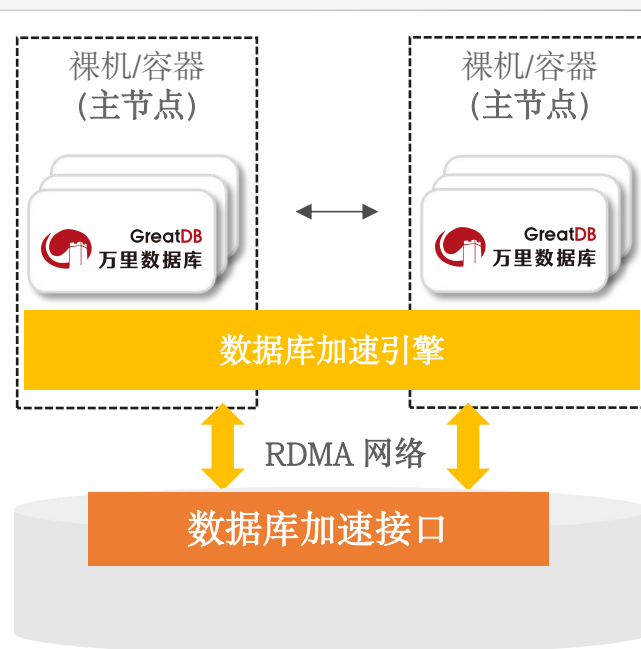 裸机/容器
(主节点)
裸机/容器
(主节点)
GreatDB
万里数据库
GreatDB
万里数据库
数据库加速引擎
RDMA 网络
数据库加速接口